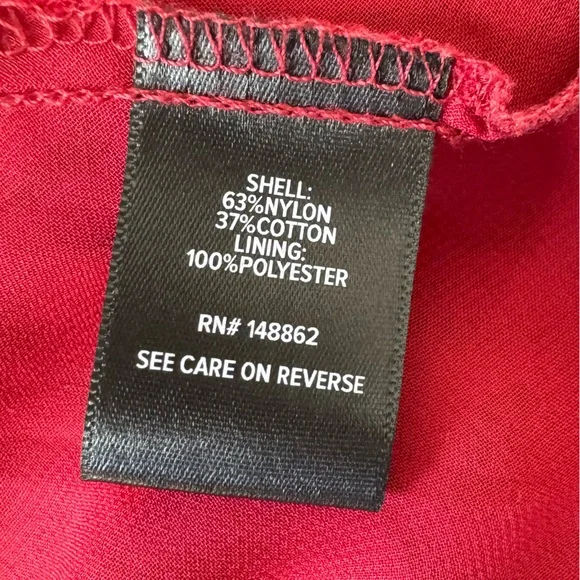 SHELL:
63%NYLON
37%COTTON
LINING:
100%POLYESTER
RN# 148862
SEE CARE ON REVERSE